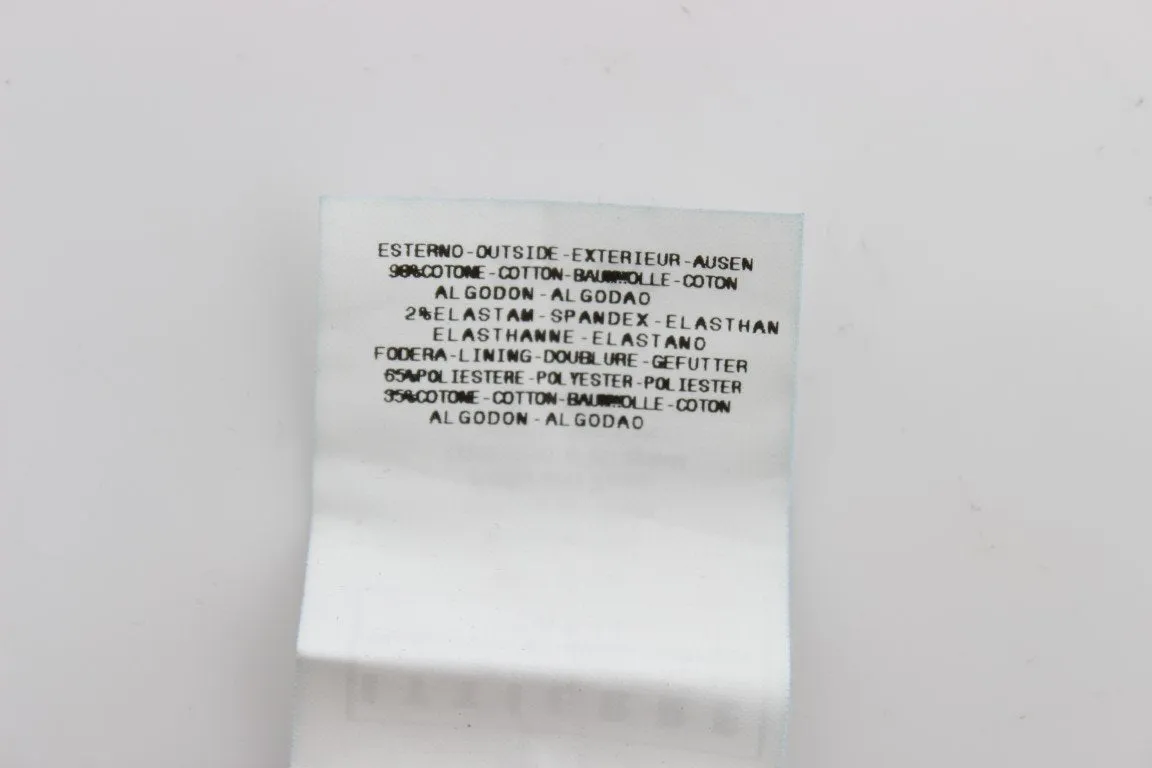 ESTERNO-OUTSIDE-EXTERIEUR-AUSEN
98%COTONE-COTTON-BAUMWOLLE-COTON
ALGODON-ALGODAO
2%ELASTAM-SPANDEX-ELASTHAN
ELASTHANNE-ELASTANO
FODERA-LINING-DOUBLURE-GEFUTTER
65%POLIESTERE-POLYESTER-POLIESTER
35%COTONE-COTTON-BAUMWOLLE-COTON
ALGODON-ALGODAO